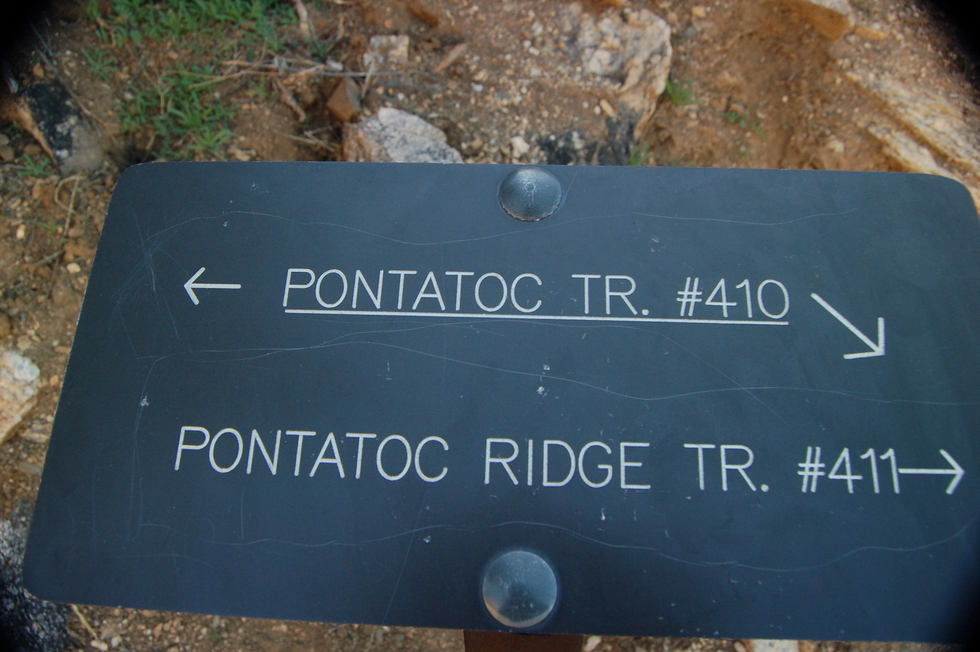 ← PONTATOC TR. #410 ↘
PONTATOC RIDGE TR. #411 →